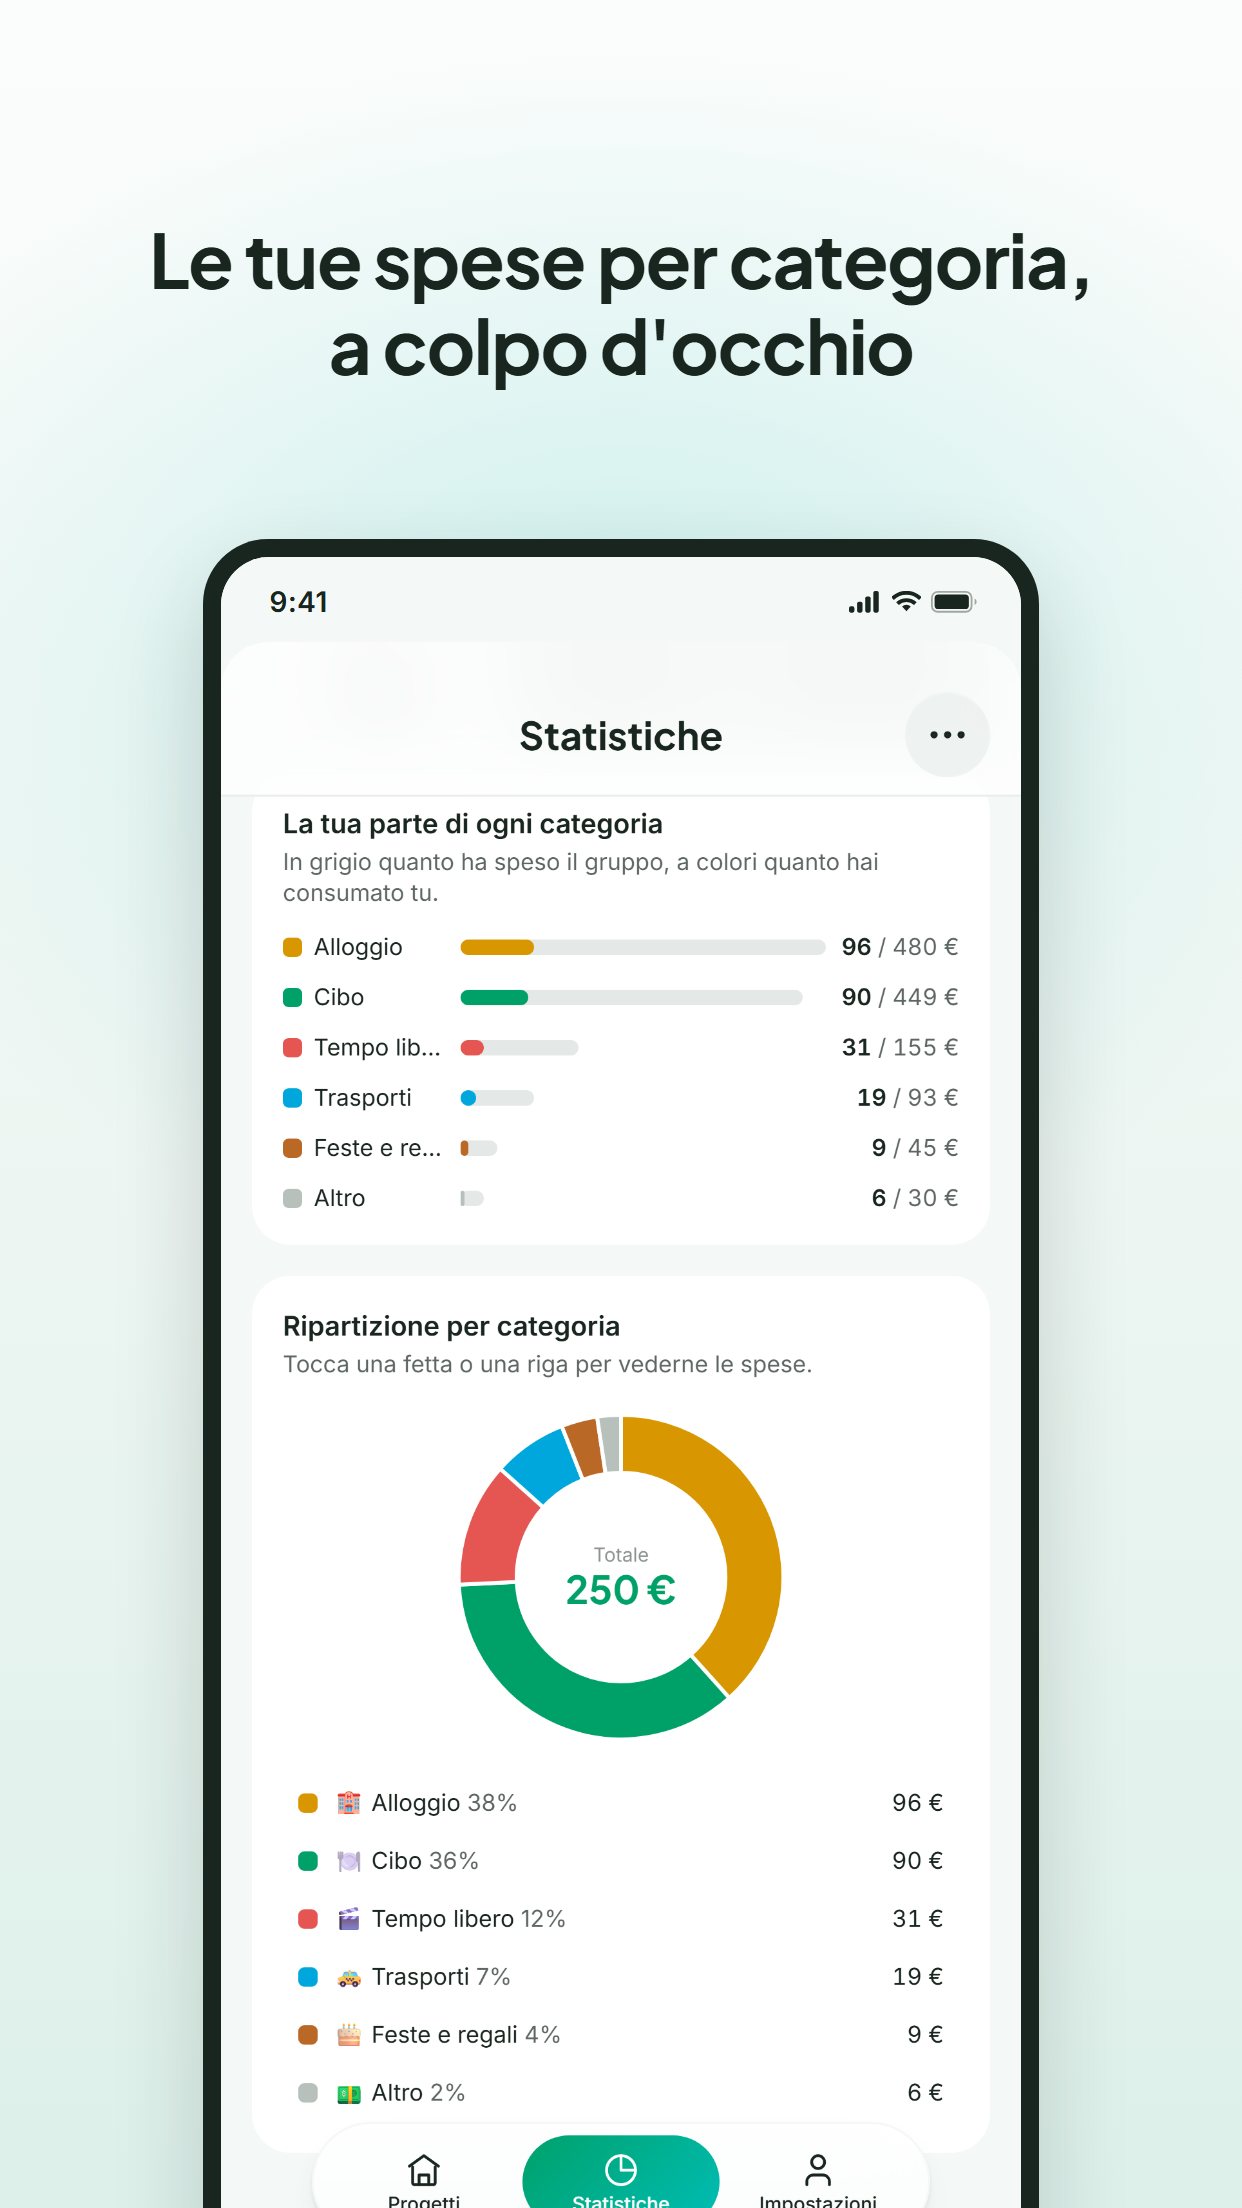 Le tue spese per categoria,
a colpo d'occhio
9:41
Statistiche
La tua parte di ogni categoria
In grigio quanto ha speso il gruppo, a colori quanto hai
consumato tu.
Alloggio 96 / 480 €
Cibo 90 / 449 €
Tempo lib... 31 / 155 €
Trasporti 19 / 93 €
Feste e re... 9 / 45 €
Altro 6 / 30 €
Ripartizione per categoria
Tocca una fetta o una riga per vederne le spese.
Totale
250 €
Alloggio 38% 96 €
Cibo 36% 90 €
Tempo libero 12% 31 €
Trasporti 7% 19 €
Feste e regali 4% 9 €
Altro 2% 6 €
Progetti Statistiche Impostazioni